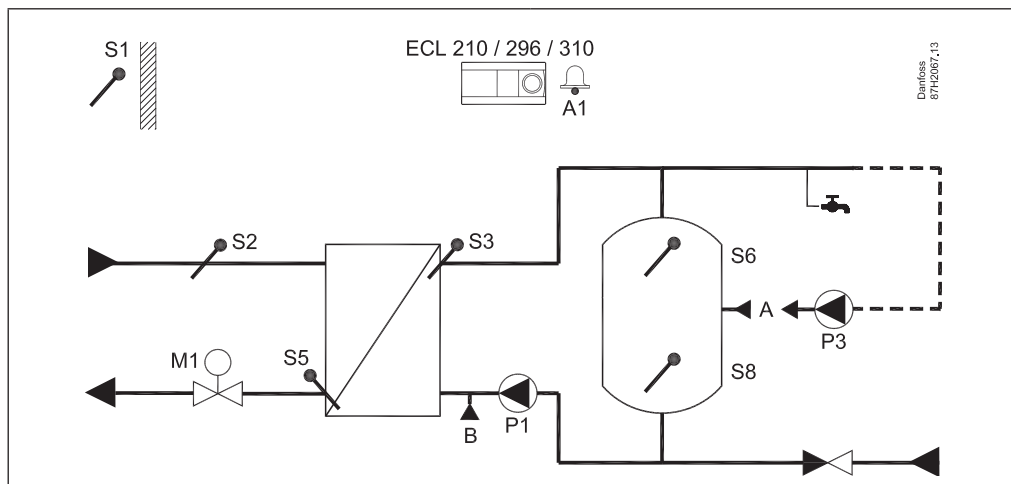 S1
ECL 210 / 296 / 310
A1
Danfoss
87H2067.13
S2
S3
S6
A
P3
M1
S5
S8
B
P1